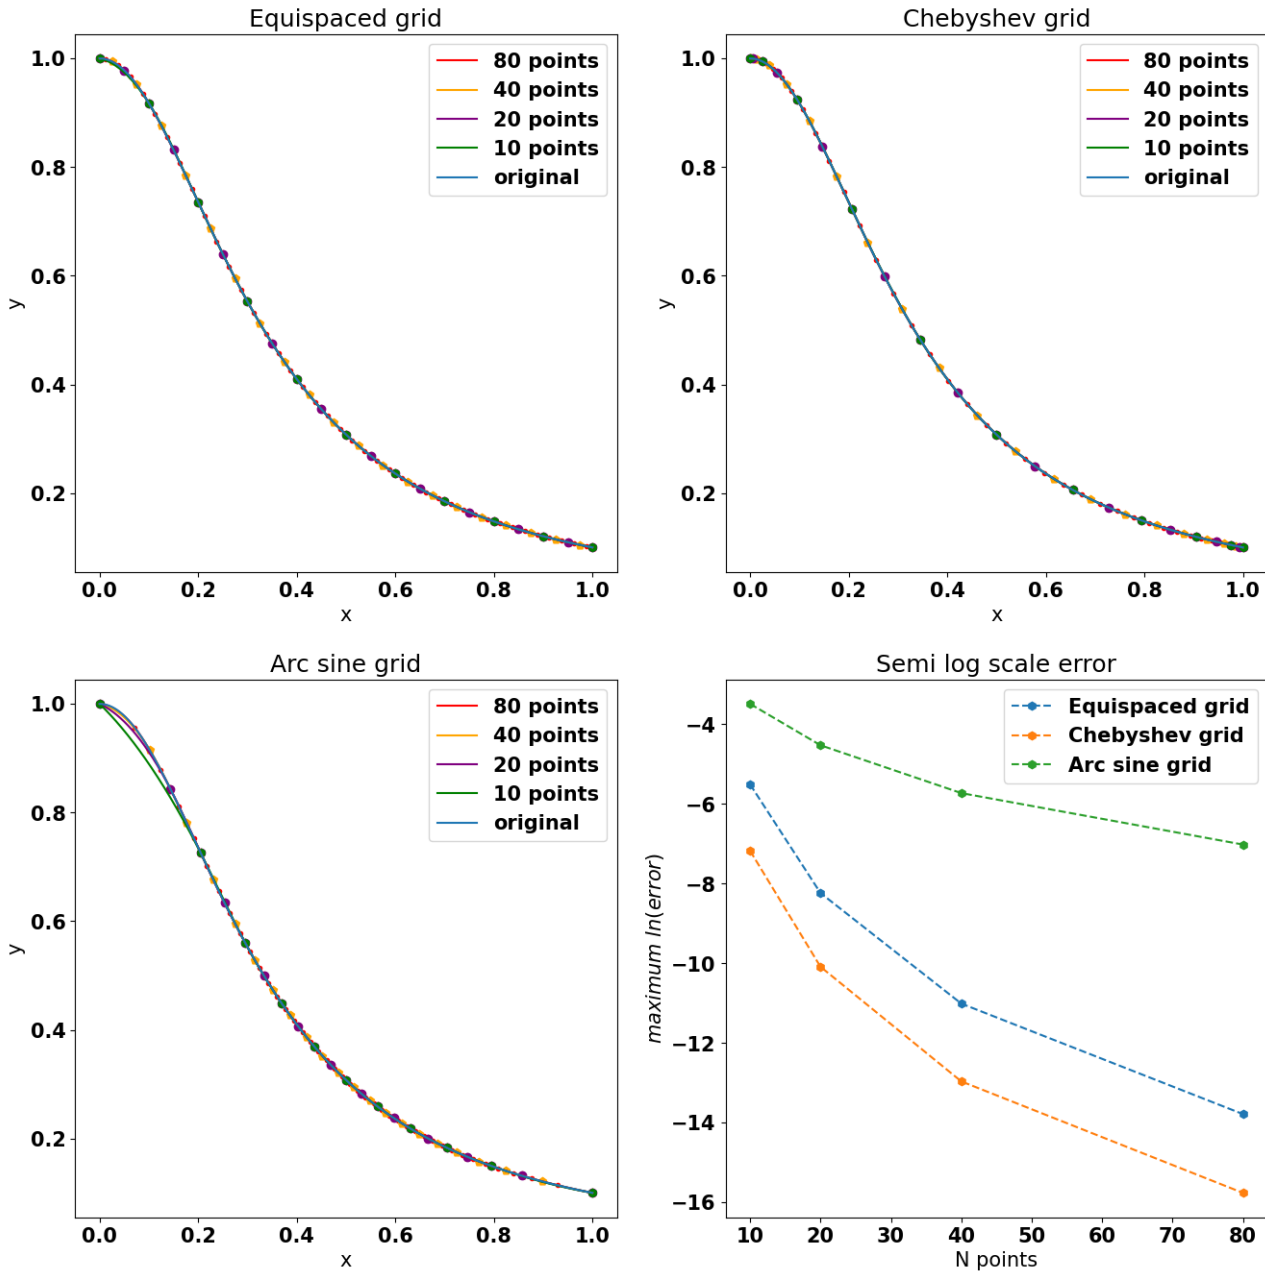 Equispaced grid
1.0
0.8
0.6
0.4
0.2
y
0.0 0.2 0.4 0.6 0.8 1.0
x
80 points
40 points
20 points
10 points
original
Chebyshev grid
1.0
0.8
0.6
0.4
0.2
y
0.0 0.2 0.4 0.6 0.8 1.0
x
80 points
40 points
20 points
10 points
original
Arc sine grid
1.0
0.8
0.6
0.4
0.2
y
0.0 0.2 0.4 0.6 0.8 1.0
x
80 points
40 points
20 points
10 points
original
Semi log scale error
−4
−6
−8
−10
−12
−14
−16
maximum ln(error)
10 20 30 40 50 60 70 80
N points
Equispaced grid
Chebyshev grid
Arc sine grid